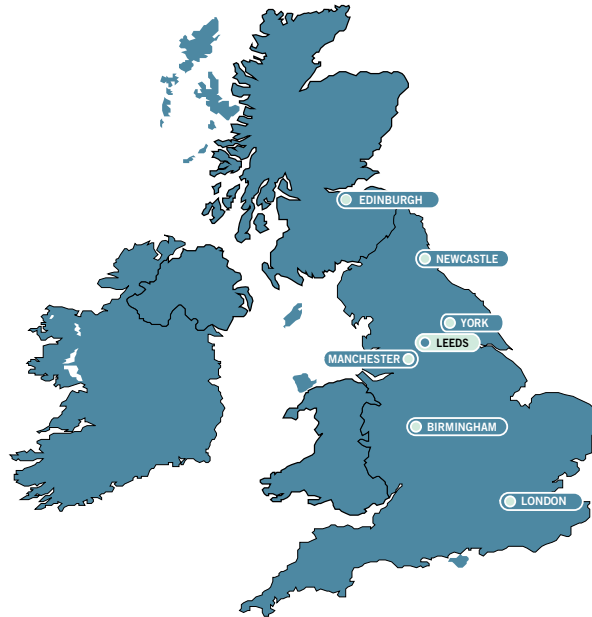 EDINBURGH
NEWCASTLE
YORK
LEEDS
MANCHESTER
BIRMINGHAM
LONDON